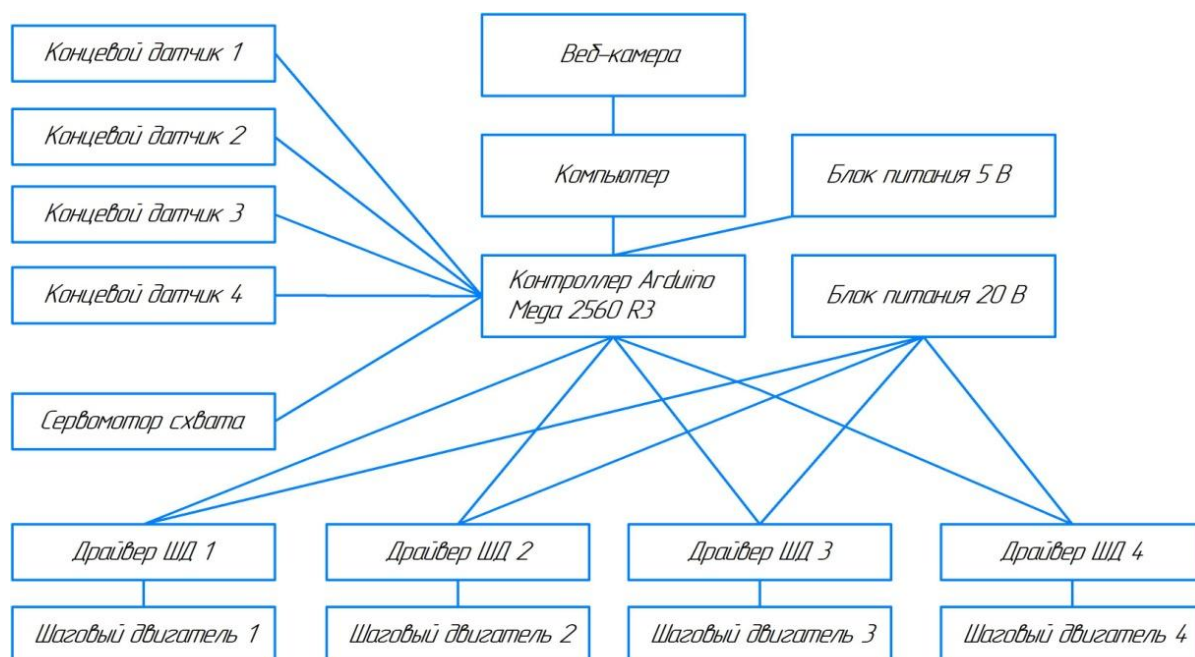 Концевой датчик 1
Веб-камера
Концевой датчик 2
Компьютер
Блок питания 5 В
Концевой датчик 3
Концевой датчик 4
Контроллер Arduino
Mega 2560 R3
Блок питания 20 В
Сервомотор схвата
Драйвер ШД 1
Драйвер ШД 2
Драйвер ШД 3
Драйвер ШД 4
Шаговый двигатель 1
Шаговый двигатель 2
Шаговый двигатель 3
Шаговый двигатель 4